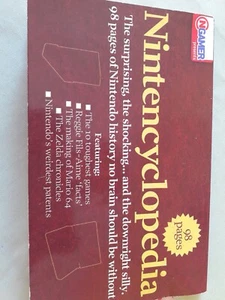 NGAMER
presents
Nintencyclopedia
The surprising, the shocking... and the downright silly.
98 pages of Nintendo history no brain should be without
98
pages
Featuring:
■ The 10 toughest games
■ Reggie Fils-Aime 'facts'
■ The making of Mario 64
■ The Zelda chronicles
■ Nintendo's weirdest patents